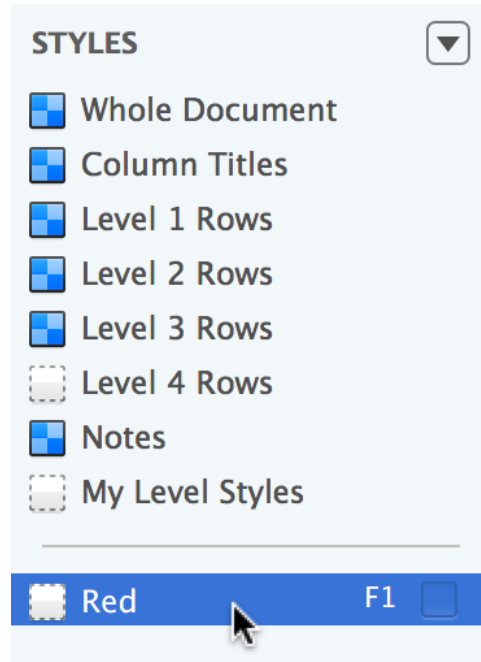 STYLES
Whole Document
Column Titles
Level 1 Rows
Level 2 Rows
Level 3 Rows
Level 4 Rows
Notes
My Level Styles
Red F1